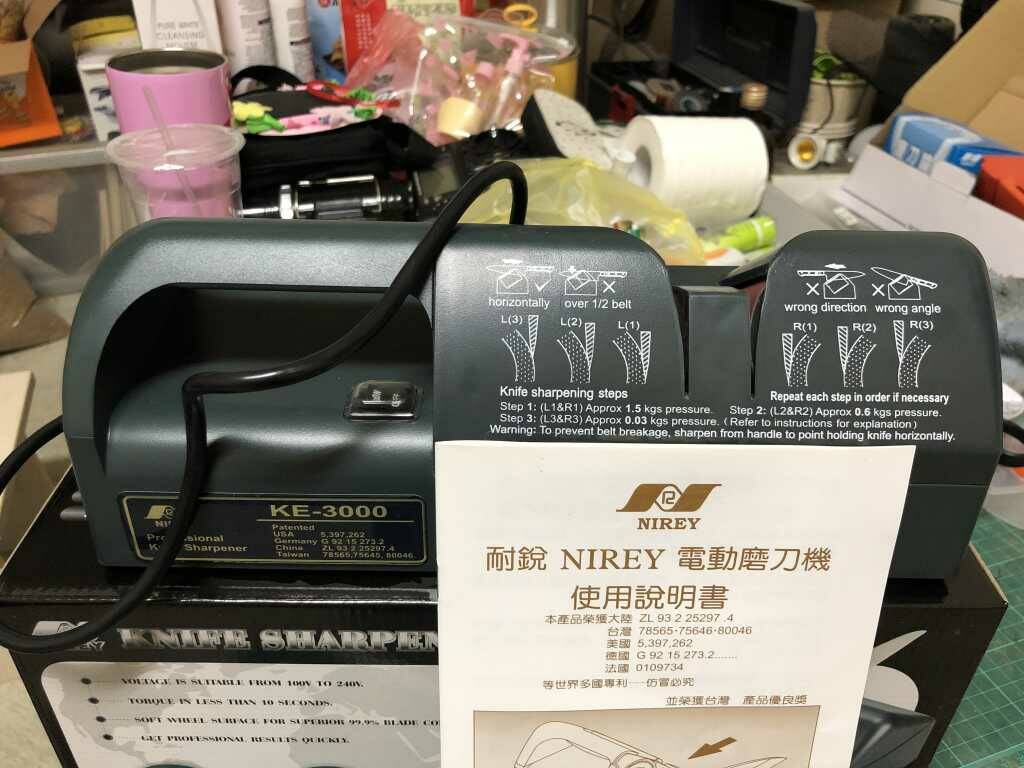 PURE WHITE
CLEANSING
horizontally
over 1/2 belt
L(3)
L(2)
L(1)
Knife sharpening steps
Step 1: (L1&R1) Approx 1.5 kgs pressure. Step 2: (L2&R2) Approx 0.6 kgs pressure.
Step 3: (L3&R3) Approx 0.03 kgs pressure. (Refer to instructions for explanation)
Warning: To prevent belt breakage, sharpen from handle to point holding knife horizontally.
wrong direction
wrong angle
R(1)
R(2)
R(3)
Repeat each step in order if necessary
OFF
KE-3000
Patented
USA 5,397,262
Germany G 92 15 273.2
China ZL 93 2 25297.4
Taiwan 78565,75645, 80046
Sharpener
NIREY
耐銳 NIREY 電動磨刀機
使用說明書
本產品榮獲大陸 ZL 93 2 25297 .4
台灣 78565·75646·80046
美國 5,397,262
德國 G 92 15 273.2.......
法國 0109734
等世界多國專利──仿冒必究
並榮獲台灣 產品優良獎
KNIFE SHARPEN
VOLTAGE IS SUITABLE FROM 100V TO 240V.
TORQUE IN LESS THAN 10 SECONDS.
SOFT WHEEL SURFACE FOR SUPERIOR 99.9% BLADE CO
GET PROFESSIONAL RESULTS QUICKLY.